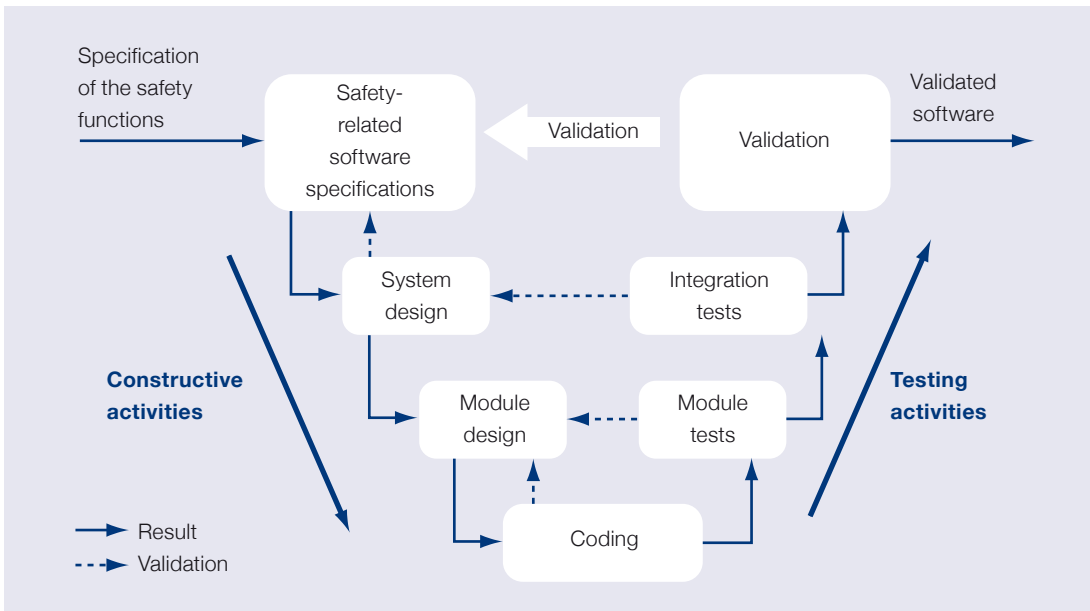 Specification
of the safety
functions
Safety-
related
software
specifications
Validation
Validation
Validated
software
System
design
Integration
tests
Constructive
activities
Module
design
Module
tests
Testing
activities
Coding
Result
Validation